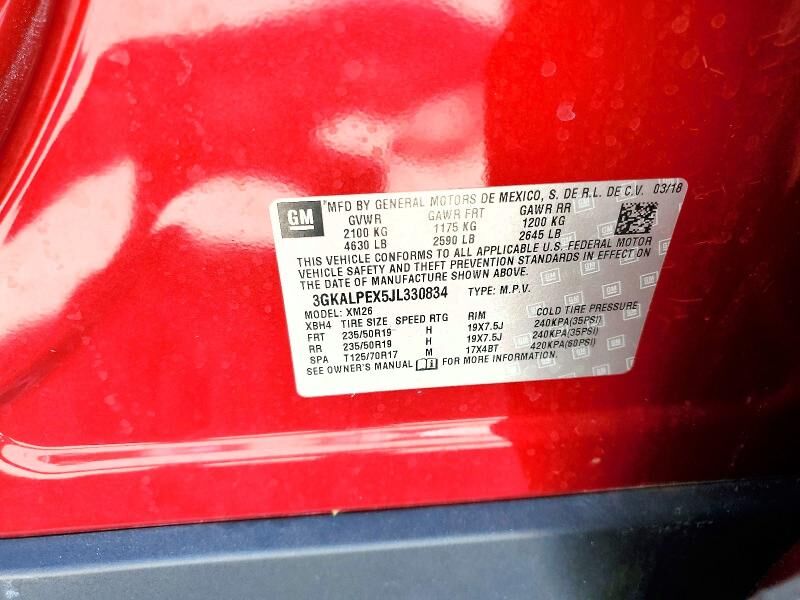 GM
MFD BY GENERAL MOTORS DE MEXICO, S. DE R.L. DE C.V. 03/18
GVWR GAWR FRT GAWR RR
2100 KG 1175 KG 1200 KG
4630 LB 2590 LB 2645 LB
THIS VEHICLE CONFORMS TO ALL APPLICABLE U.S. FEDERAL MOTOR
VEHICLE SAFETY AND THEFT PREVENTION STANDARDS IN EFFECT ON
THE DATE OF MANUFACTURE SHOWN ABOVE.
3GKALPEX5JL330834 TYPE: M.P.V.
MODEL: XM26
XBH4 TIRE SIZE SPEED RTG RIM COLD TIRE PRESSURE
FRT 235/50R19 H 19X7.5J 240KPA(35PSI)
RR 235/50R19 H 19X7.5J 240KPA(35PSI)
SPA T125/70R17 M 17X4BT 420KPA(60PSI)
SEE OWNER'S MANUAL FOR MORE INFORMATION.